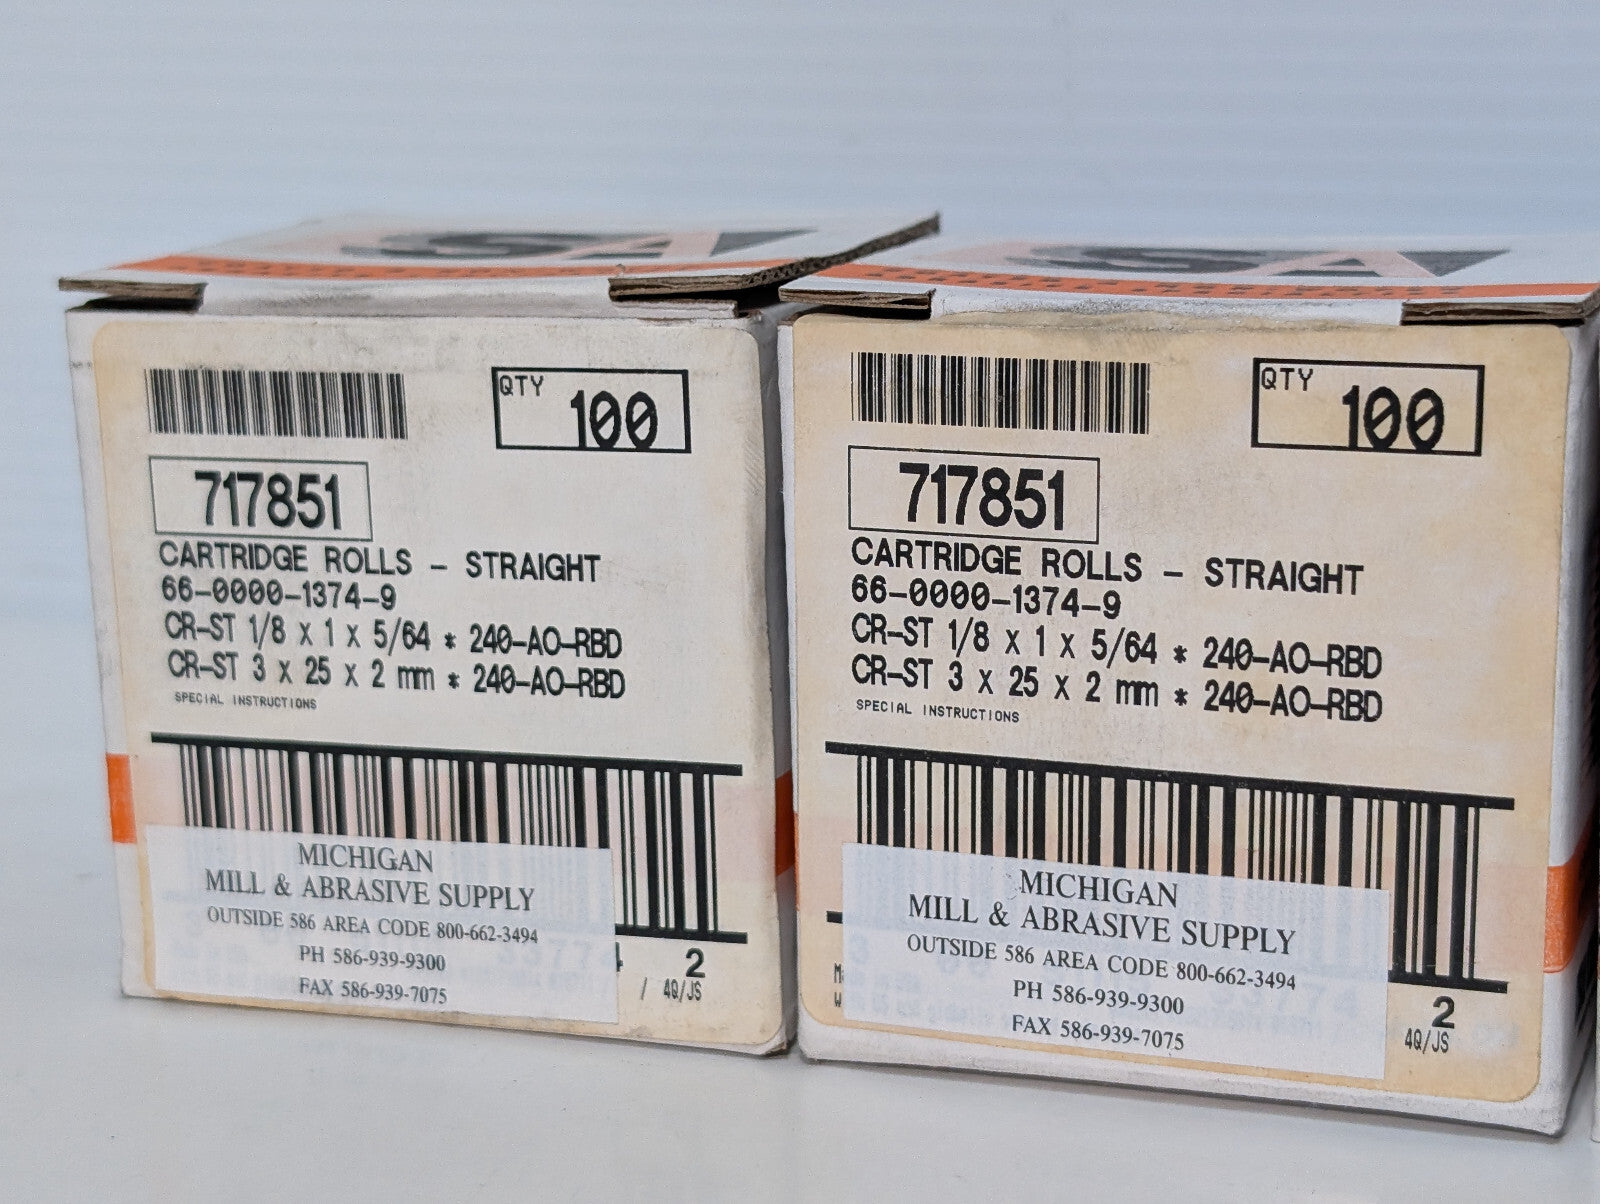 SA
QTY 100
717851
CARTRIDGE ROLLS – STRAIGHT
66-0000-1374-9
CR-ST 1/8 x 1 x 5/64 * 240-AO-RBD
CR-ST 3 x 25 x 2 mm * 240-AO-RBD
SPECIAL INSTRUCTIONS
MICHIGAN
MILL & ABRASIVE SUPPLY
OUTSIDE 586 AREA CODE 800-662-3494
PH 586-939-9300
FAX 586-939-7075
2
/ 4Q/JS
SA
QTY 100
717851
CARTRIDGE ROLLS – STRAIGHT
66-0000-1374-9
CR-ST 1/8 x 1 x 5/64 * 240-AO-RBD
CR-ST 3 x 25 x 2 mm * 240-AO-RBD
SPECIAL INSTRUCTIONS
MICHIGAN
MILL & ABRASIVE SUPPLY
OUTSIDE 586 AREA CODE 800-662-3494
PH 586-939-9300
FAX 586-939-7075
2
4Q/JS